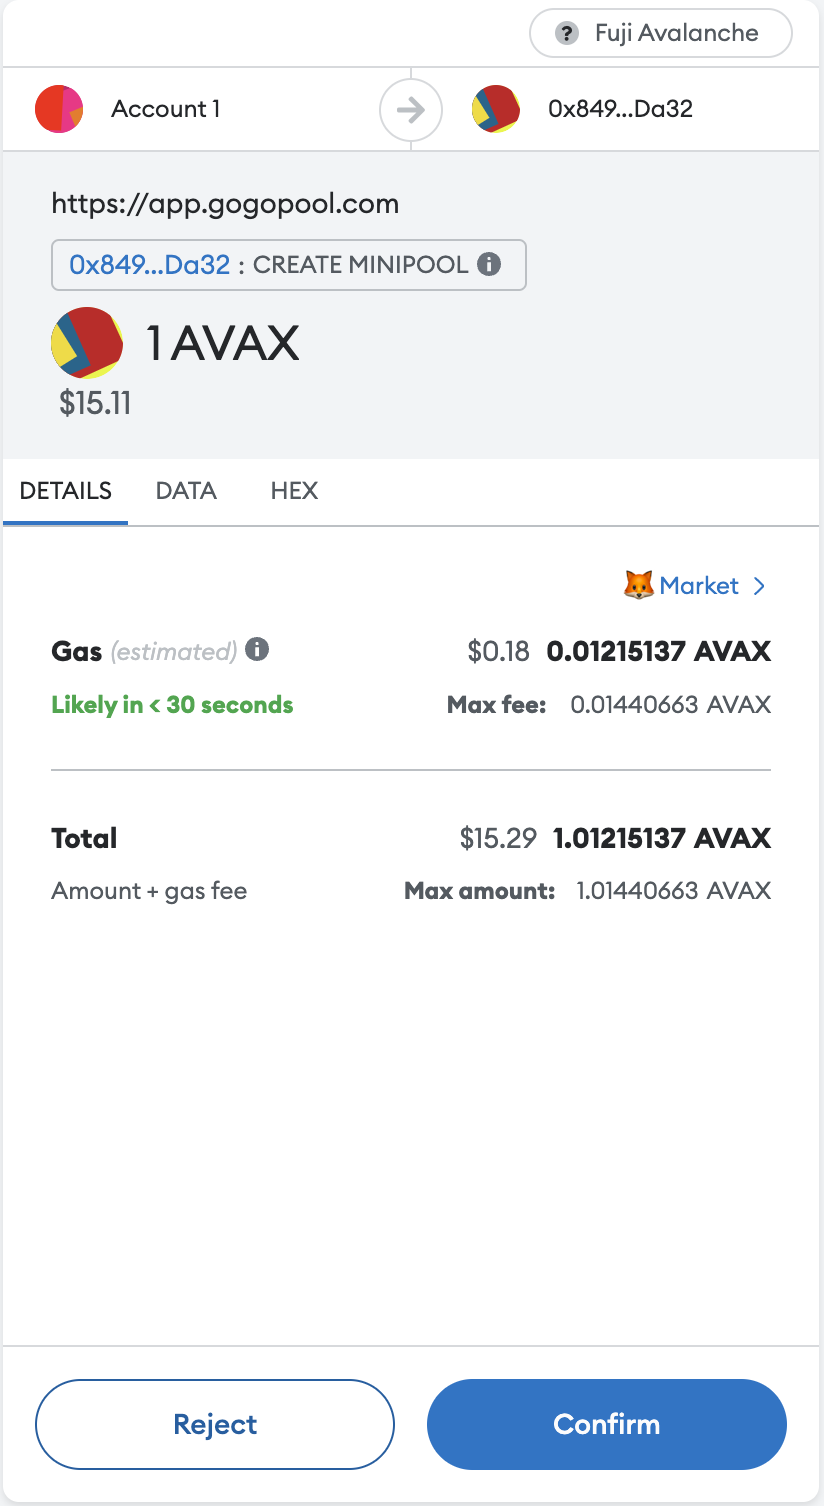 ? Fuji Avalanche
Account 1 0x849...Da32
https://app.gogopool.com
0x849...Da32 : CREATE MINIPOOL i
1 AVAX
$15.11
DETAILS DATA HEX
Market >
Gas (estimated) i $0.18 0.01215137 AVAX
Likely in < 30 seconds Max fee: 0.01440663 AVAX
Total $15.29 1.01215137 AVAX
Amount + gas fee Max amount: 1.01440663 AVAX
Reject Confirm